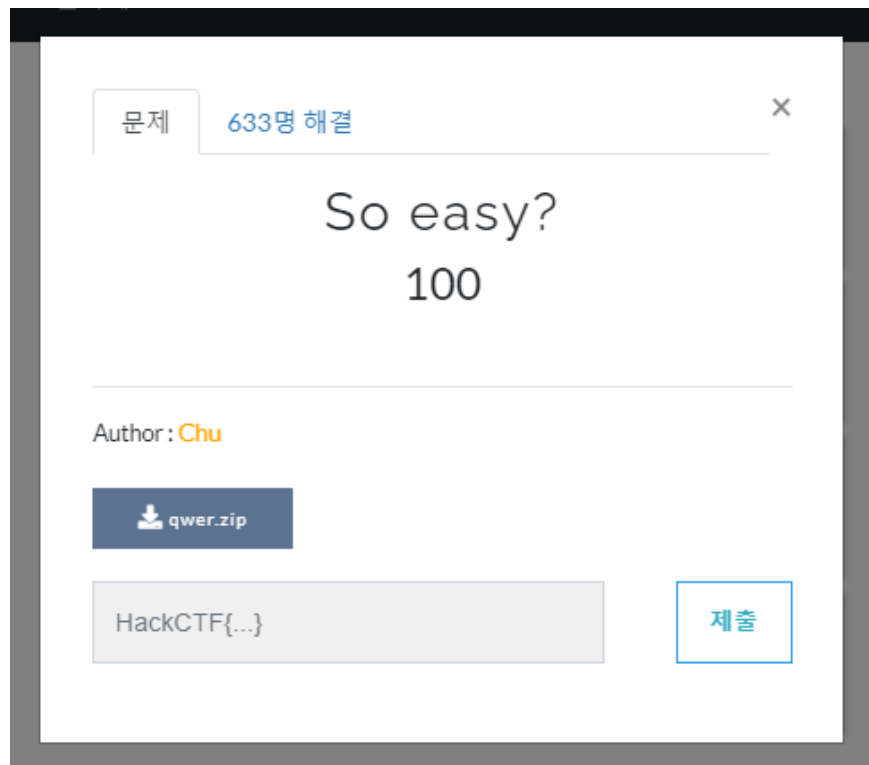 문제 633명 해결 ×
So easy?
100
Author : Chu
qwer.zip
HackCTF{...} 제출